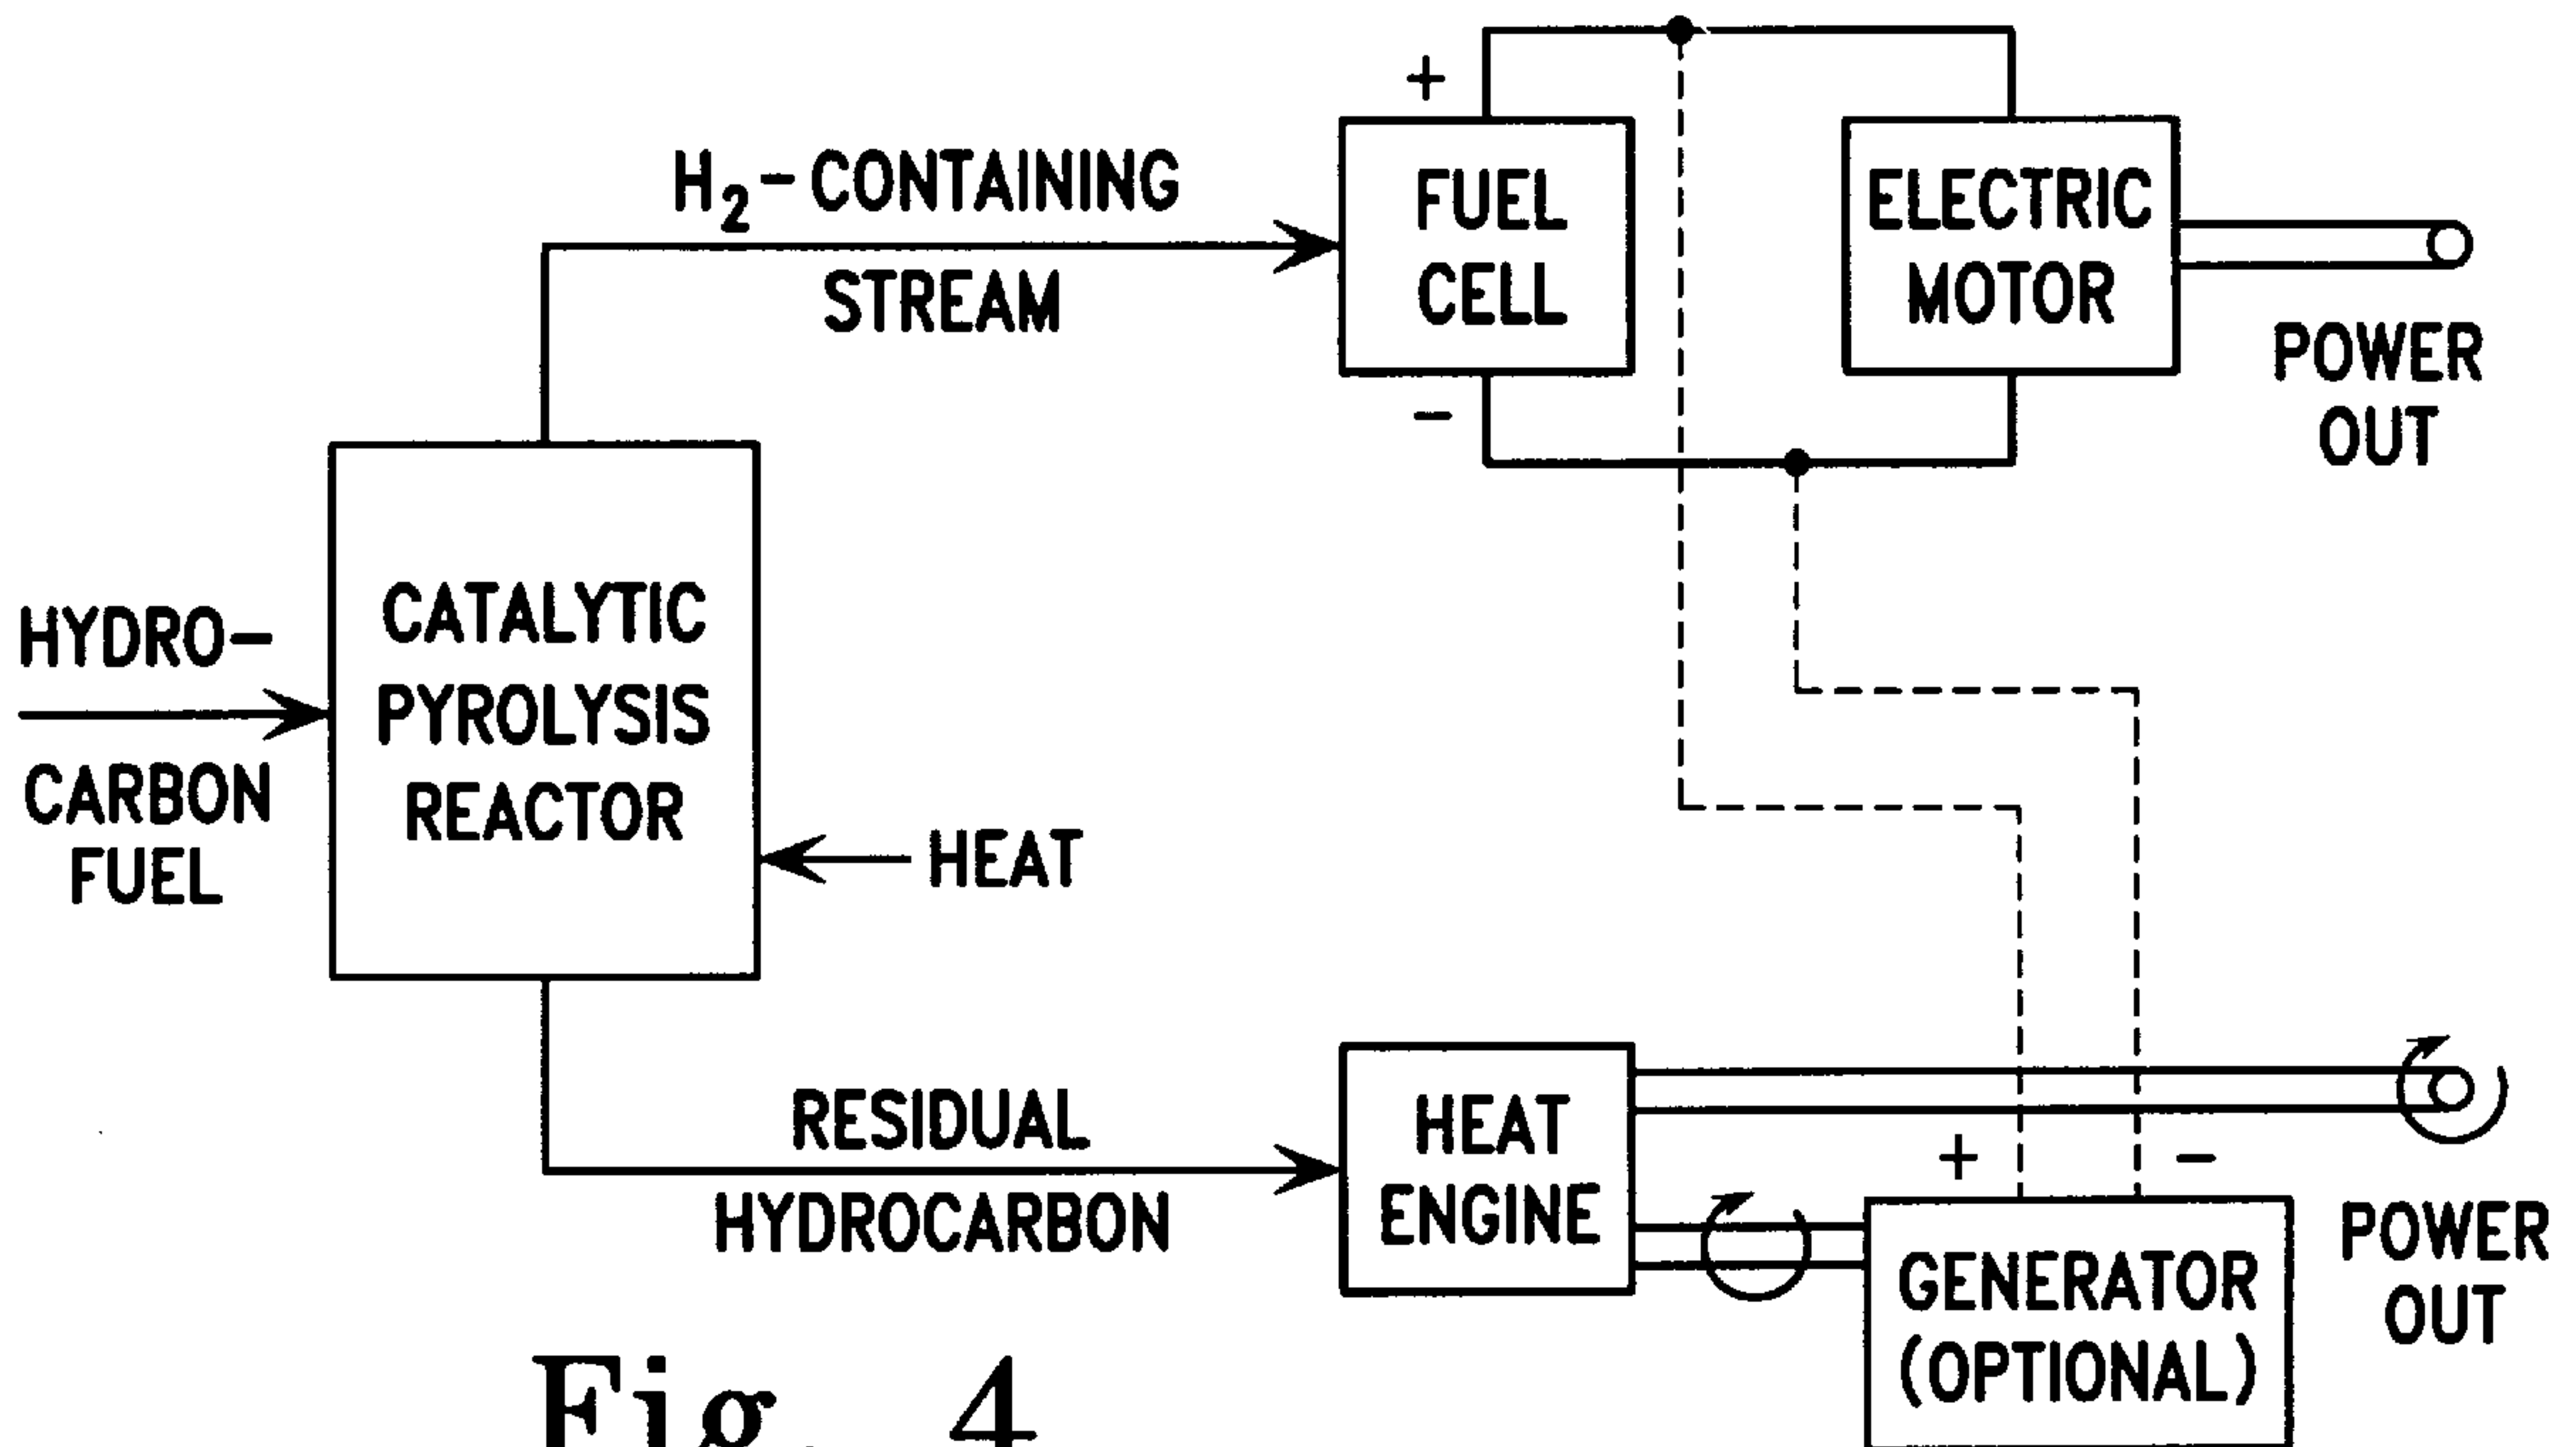 H2-CONTAINING
STREAM
+
FUEL
CELL
-
ELECTRIC
MOTOR
POWER
OUT
HYDRO-
CARBON
FUEL
CATALYTIC
PYROLYSIS
REACTOR
HEAT
RESIDUAL
HYDROCARBON
HEAT
ENGINE
+
-
GENERATOR
(OPTIONAL)
POWER
OUT
Fig. 4